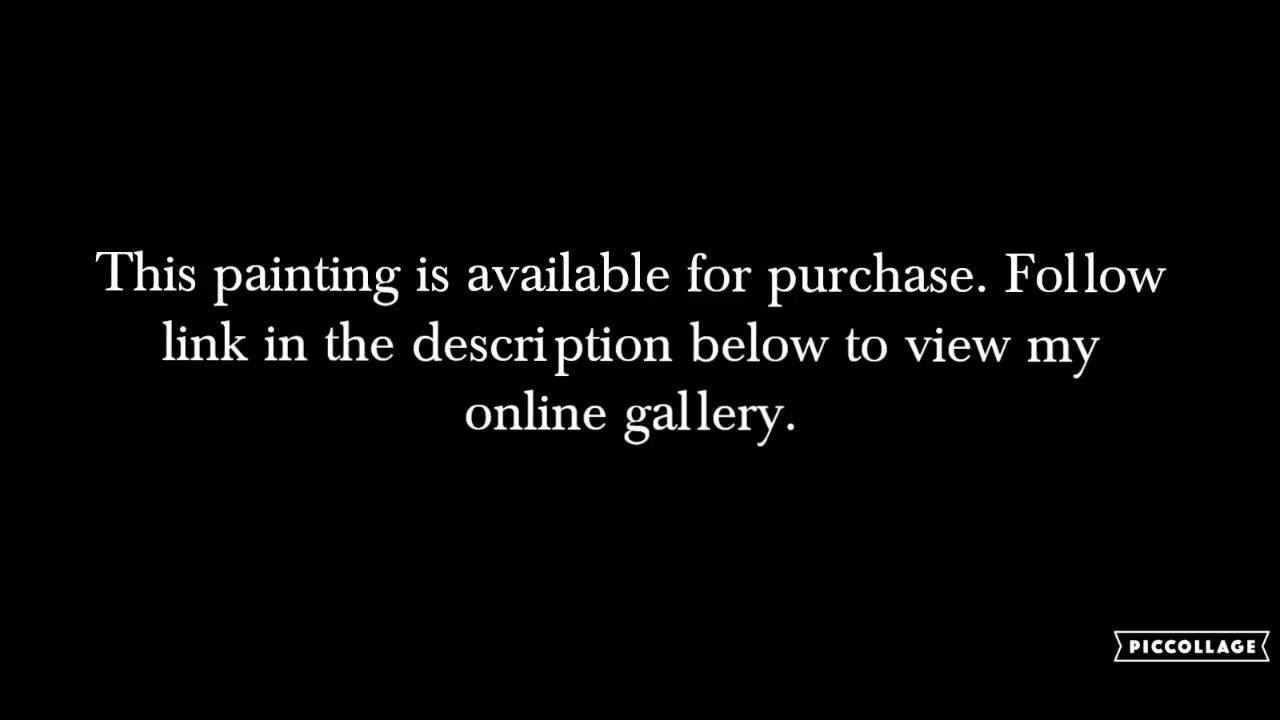 This painting is available for purchase. Follow
link in the description below to view my
online gallery.
PICCOLLAGE